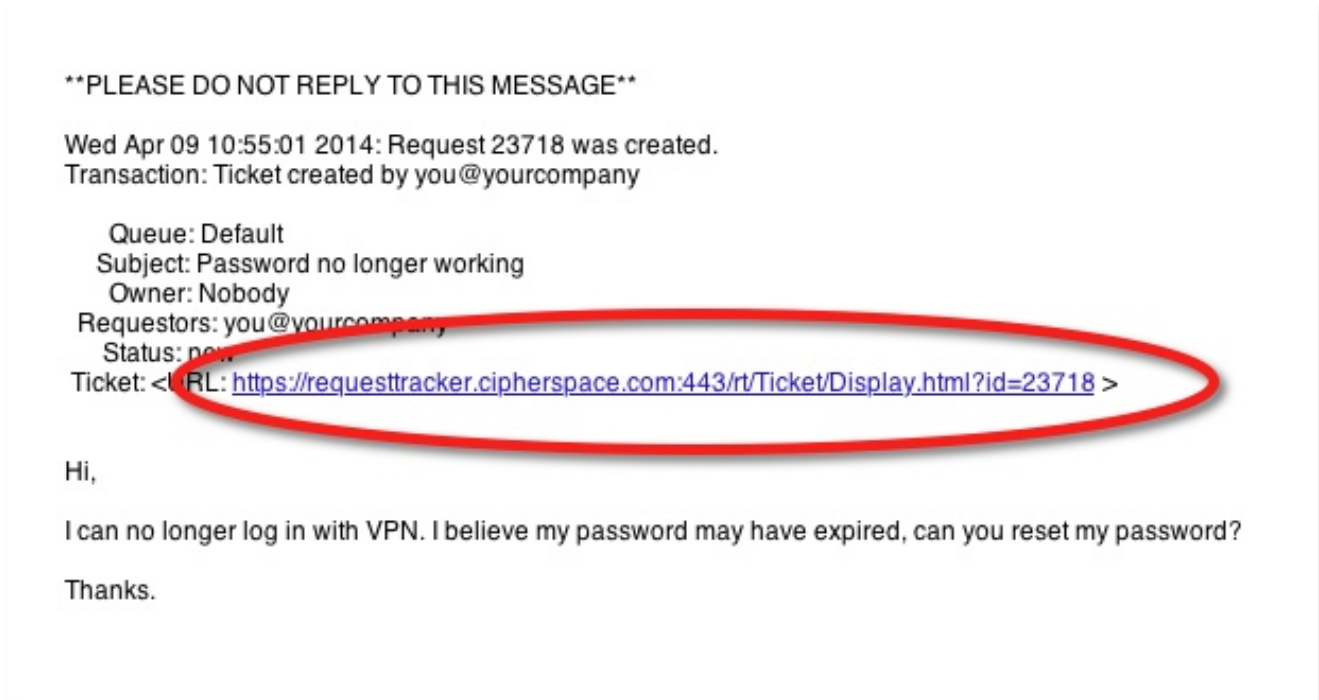 **PLEASE DO NOT REPLY TO THIS MESSAGE**
Wed Apr 09 10:55:01 2014: Request 23718 was created.
Transaction: Ticket created by you@yourcompany
Queue: Default
Subject: Password no longer working
Owner: Nobody
Requestors: you@yourcompany
Status: new
Ticket: <URL: https://requesttracker.cipherspace.com:443/rt/Ticket/Display.html?id=23718 >
Hi,
I can no longer log in with VPN. I believe my password may have expired, can you reset my password?
Thanks.